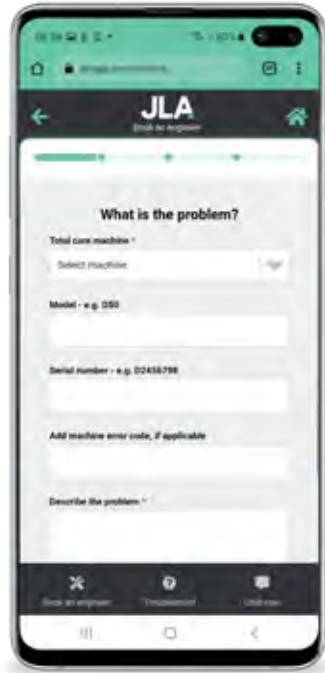 JLA
Book an engineer
What is the problem?
Total care machine *
Select machine
Model - e.g. D50
Serial number - e.g. D2456798
Add machine error code, if applicable
Describe the problem *
Book an engineer
Troubleshoot
Chat now